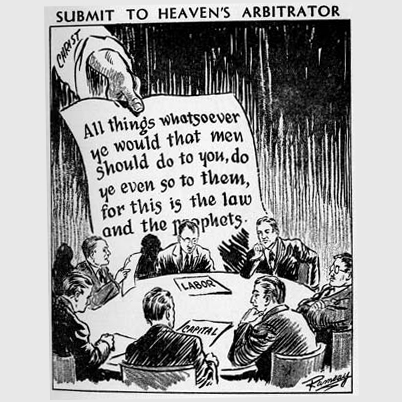 SUBMIT TO HEAVEN'S ARBITRATOR
CHRIST
All things whatsoever
ye would that men
should do to you, do
ye even so to them,
for this is the law
and the prophets.
LABOR
CAPITAL
Ramsay